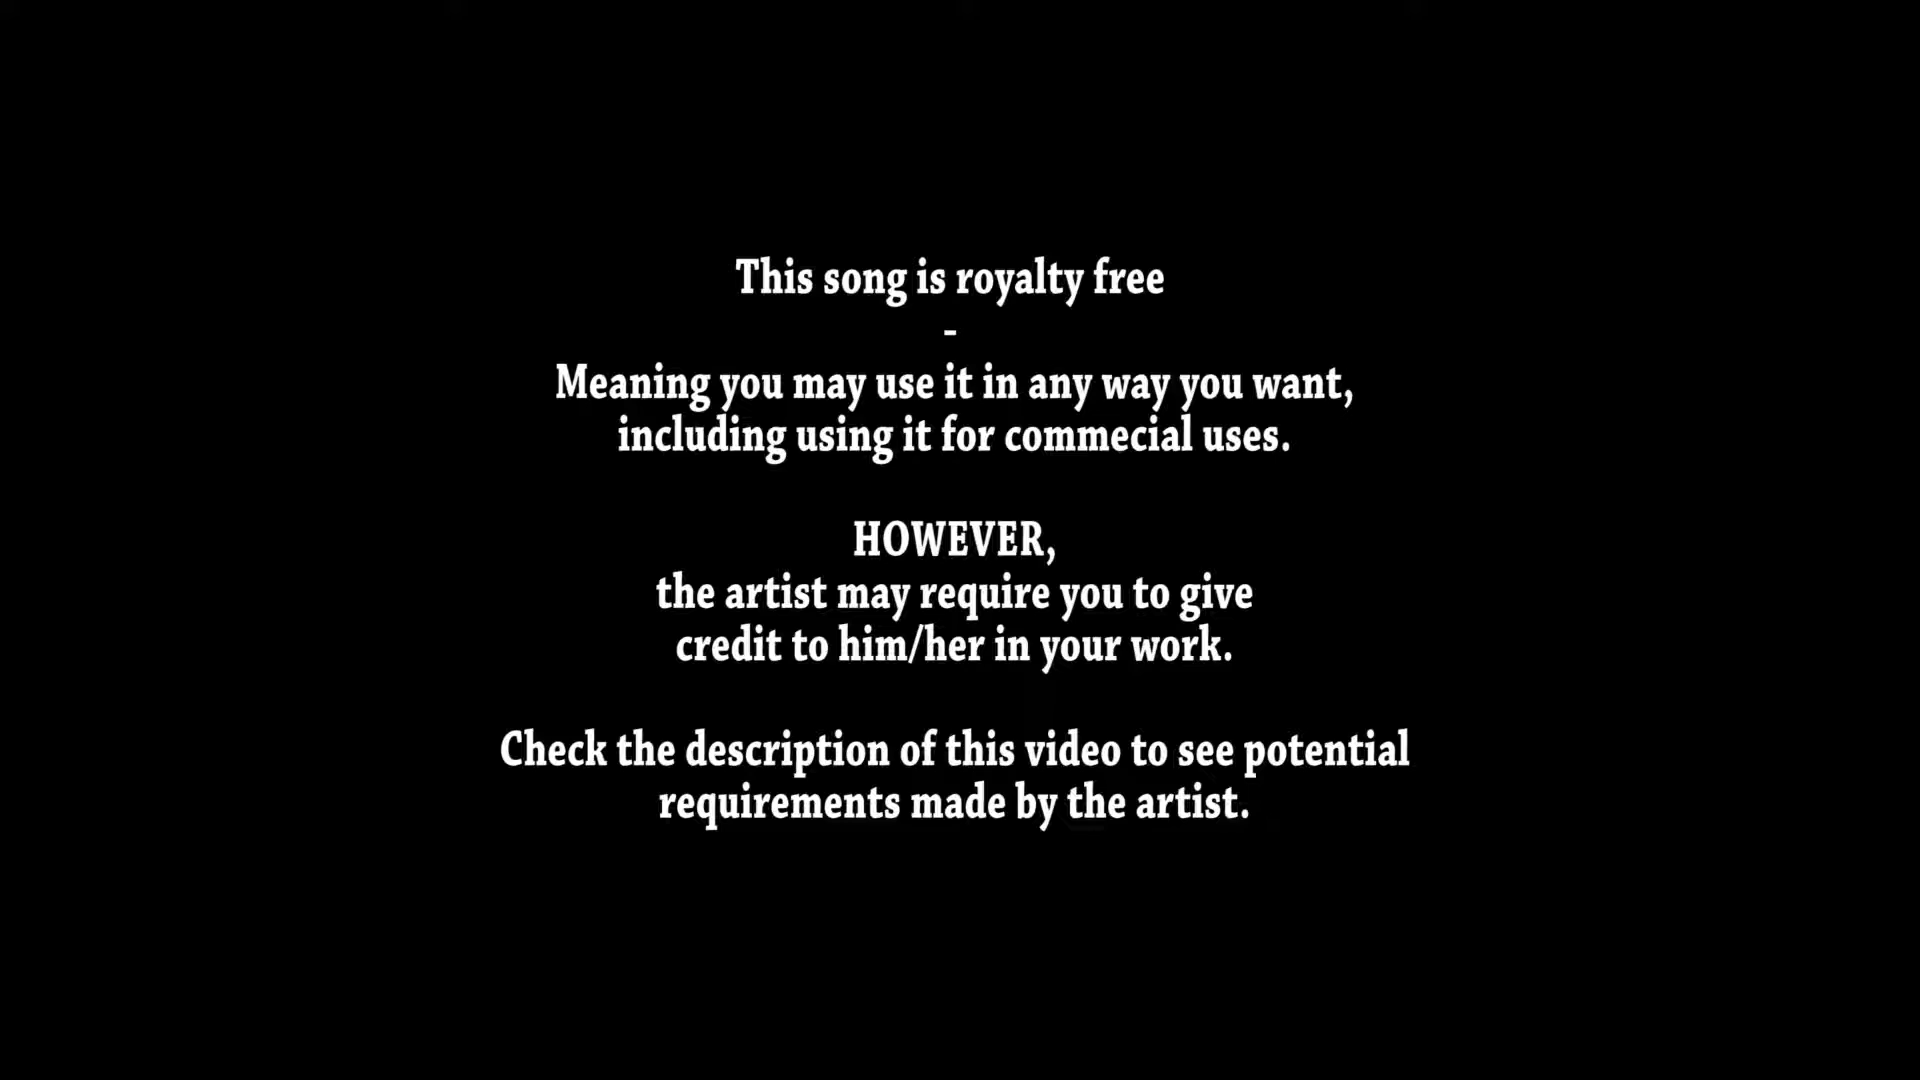 This song is royalty free
-
Meaning you may use it in any way you want,
including using it for commecial uses.
HOWEVER,
the artist may require you to give
credit to him/her in your work.
Check the description of this video to see potential
requirements made by the artist.